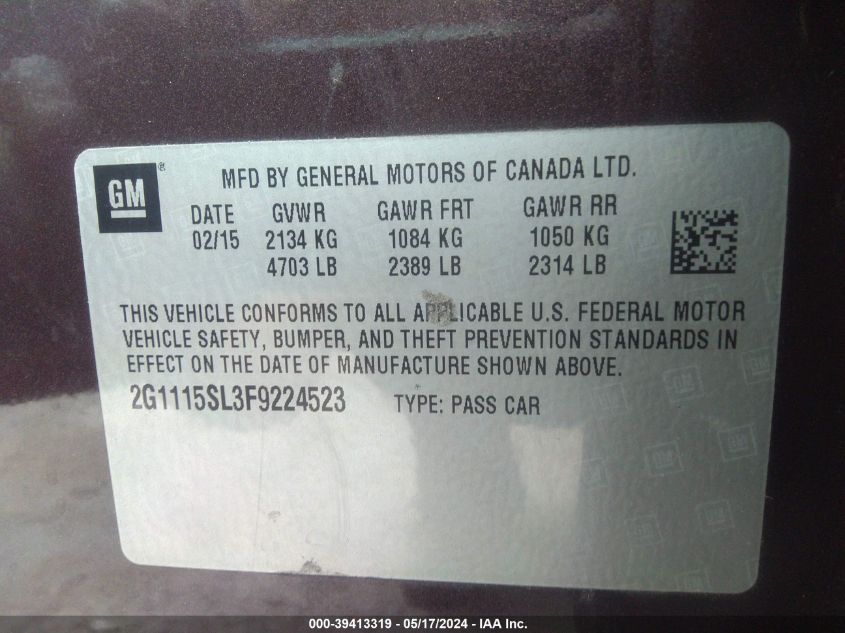 GM ®
MFD BY GENERAL MOTORS OF CANADA LTD.
DATE GVWR GAWR FRT GAWR RR
02/15 2134 KG 1084 KG 1050 KG
4703 LB 2389 LB 2314 LB
THIS VEHICLE CONFORMS TO ALL APPLICABLE U.S. FEDERAL MOTOR
VEHICLE SAFETY, BUMPER, AND THEFT PREVENTION STANDARDS IN
EFFECT ON THE DATE OF MANUFACTURE SHOWN ABOVE.
2G1115SL3F9224523 TYPE: PASS CAR
000-39413319 - 05/17/2024 - IAA Inc.